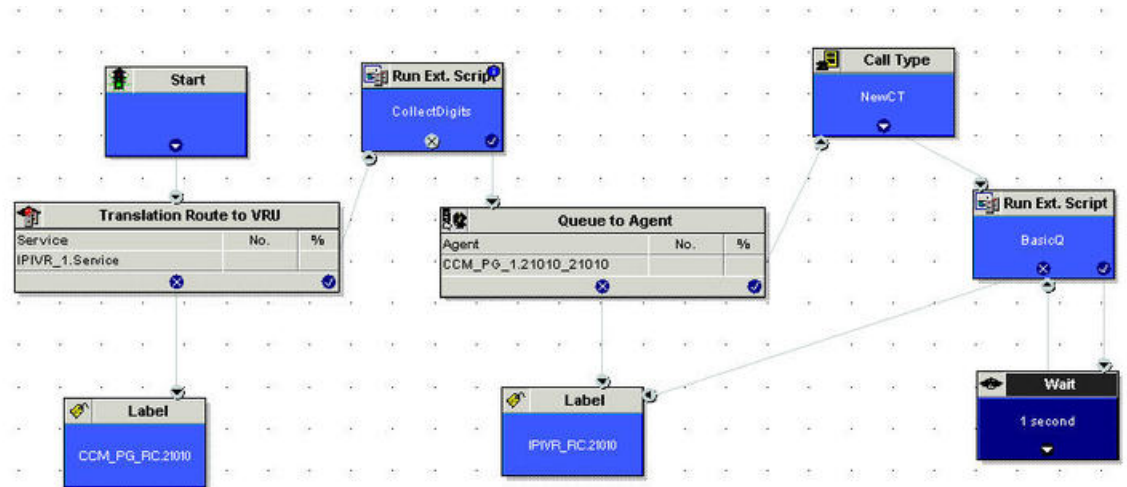 Start
Translation Route to VRU
Service No. %
IPIVR_1.Service
Label
CCM_PG_RC.21010
Run Ext. Script
CollectDigits
Queue to Agent
Agent No. %
CCM_PG_1.21010_21010
Label
IPIVR_RC.21010
Call Type
NewCT
Run Ext. Script
BasicQ
Wait
1 second